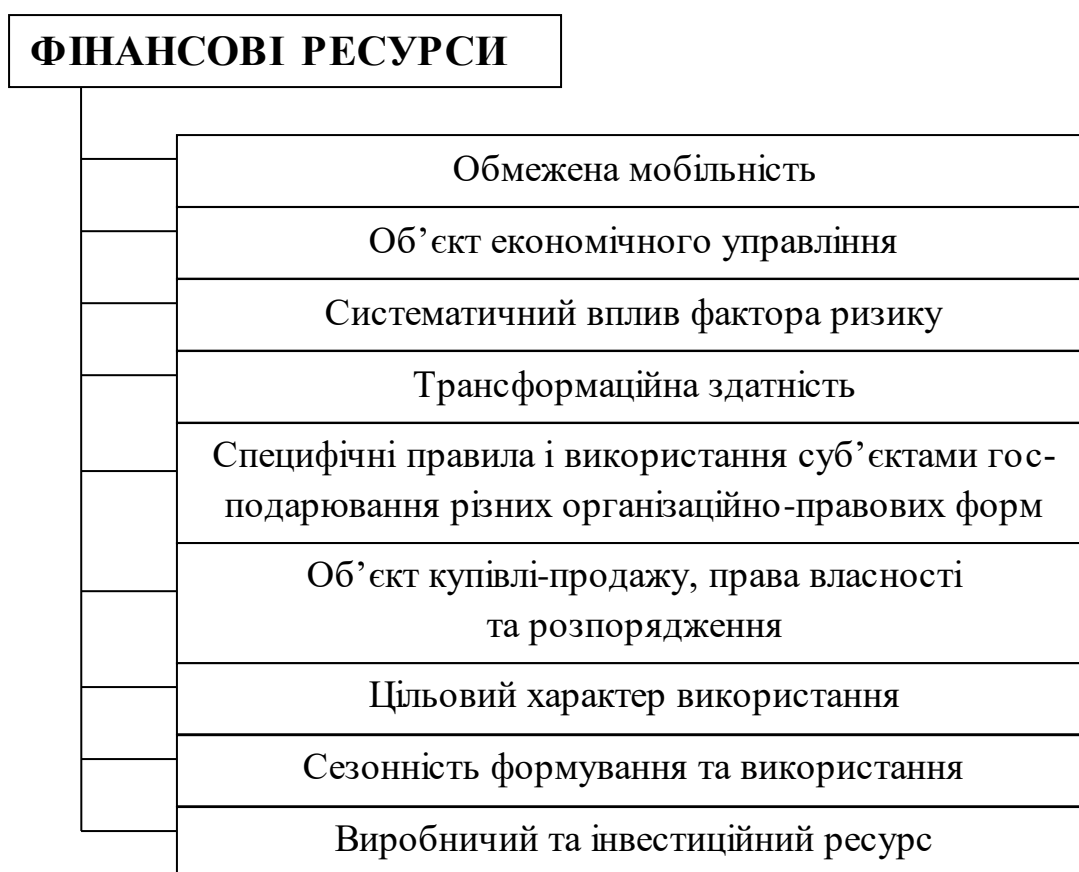 ФІНАНСОВІ РЕСУРСИ
Обмежена мобільність
Об’єкт економічного управління
Систематичний вплив фактора ризику
Трансформаційна здатність
Специфічні правила і використання суб’єктами гос-
подарювання різних організаційно-правових форм
Об’єкт купівлі-продажу, права власності
та розпорядження
Цільовий характер використання
Сезонність формування та використання
Виробничий та інвестиційний ресурс